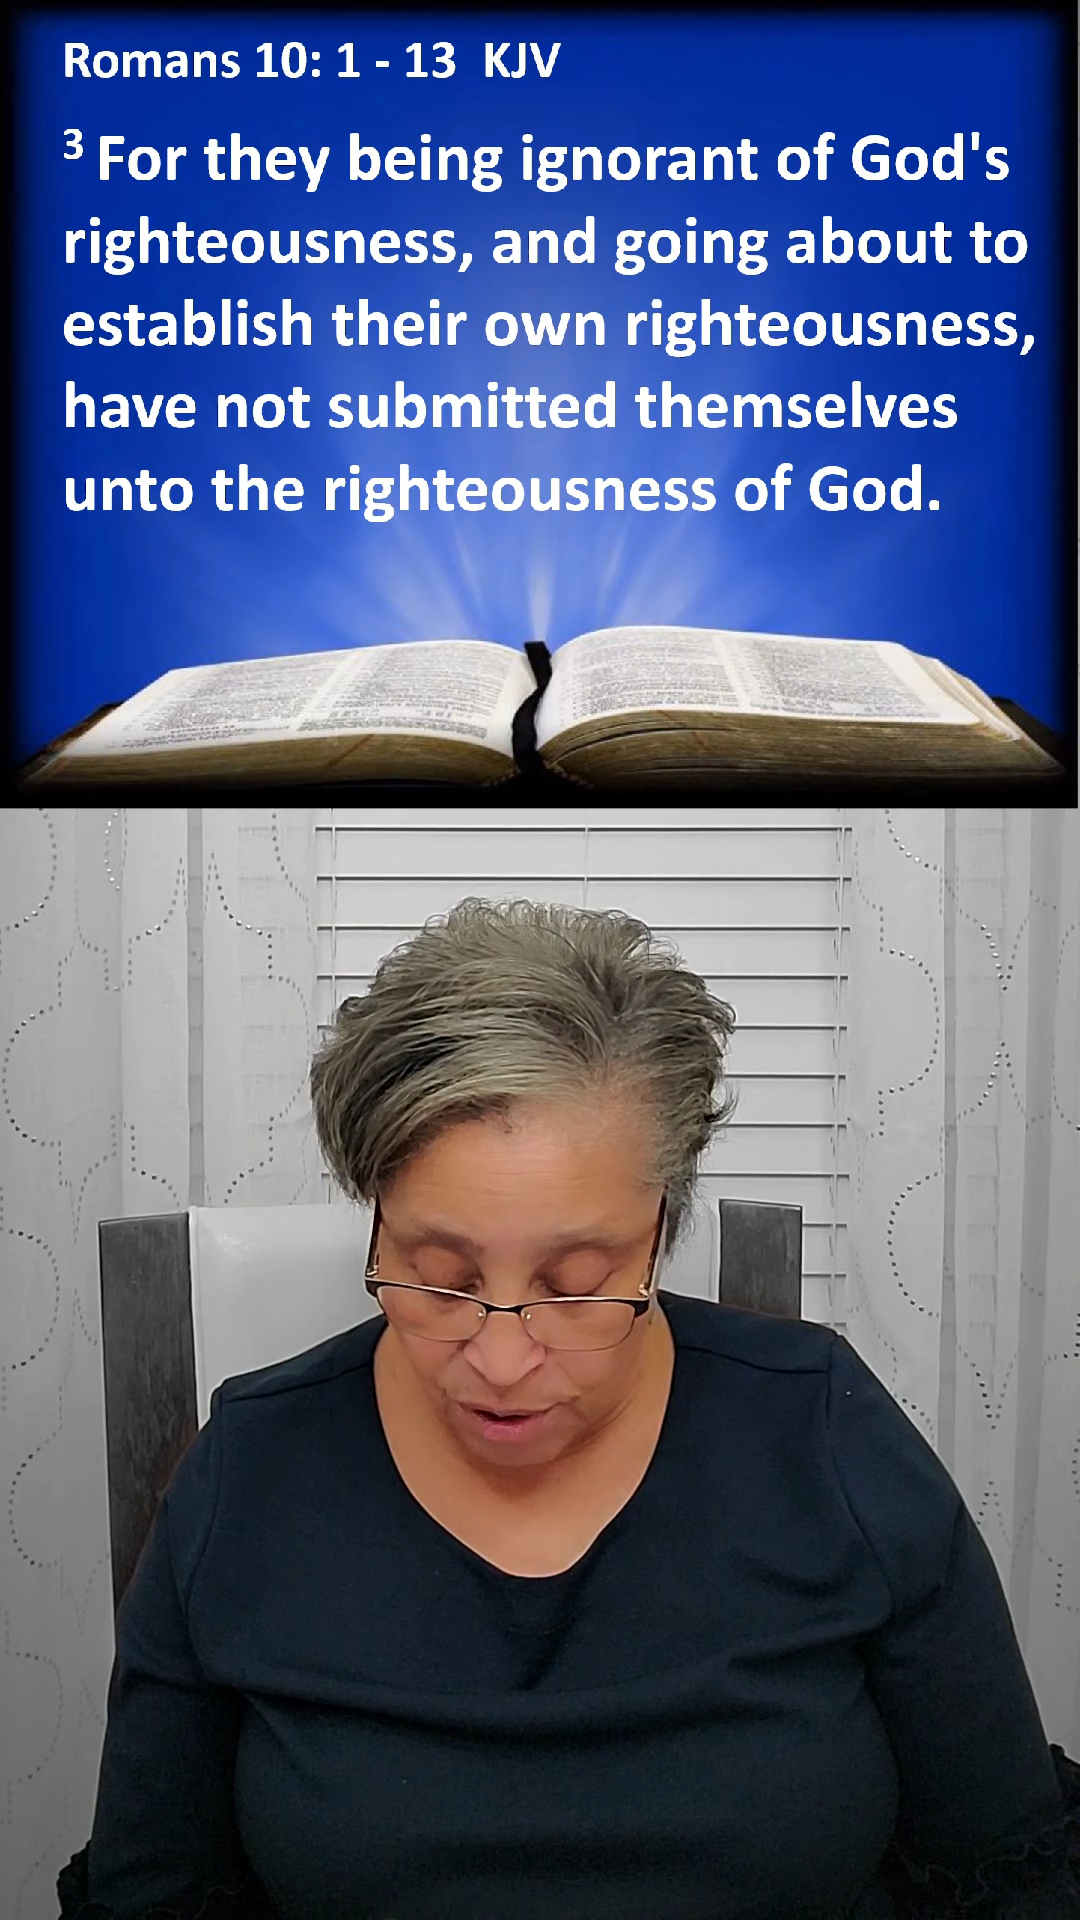 Romans 10: 1 - 13 KJV
3 For they being ignorant of God's
righteousness, and going about to
establish their own righteousness,
have not submitted themselves
unto the righteousness of God.